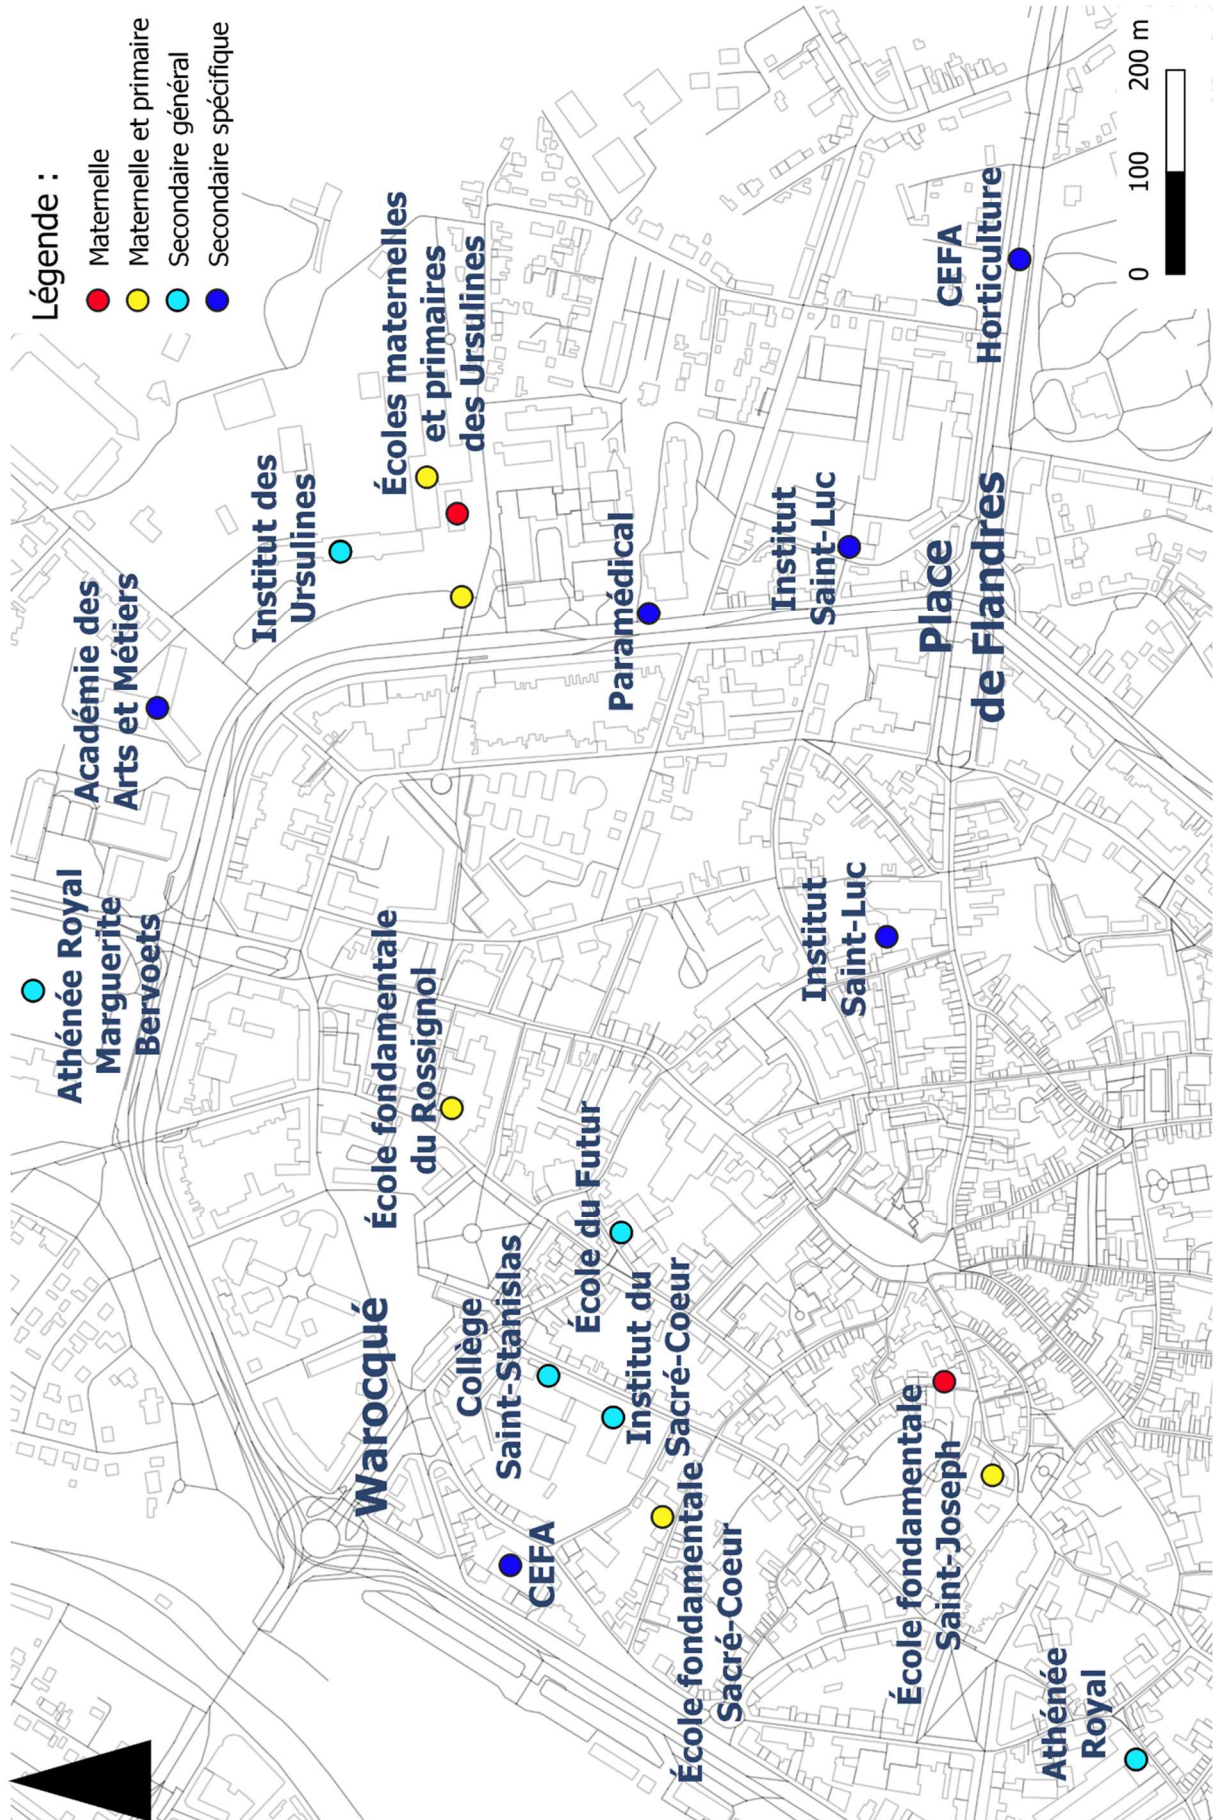 Légende :
Maternelle
Maternelle et primaire
Secondaire général
Secondaire spécifique
Athénée Royal
Marguerite
Bervoets
Académie des
Arts et Métiers
Institut des
Ursulines
Écoles maternelles
et primaires
des Ursulines
École fondamentale
du Rossignol
Warocqué
Collège
Saint-Stanislas
École du Futur
Institut du
Sacré-Coeur
CEFA
École fondamentale
Sacré-Coeur
Paramédical
Institut
Saint-Luc
Institut
Saint-Luc
Place
de Flandres
CEFA
Horticulture
École fondamentale
Saint-Joseph
Athénée
Royal
0 100 200 m